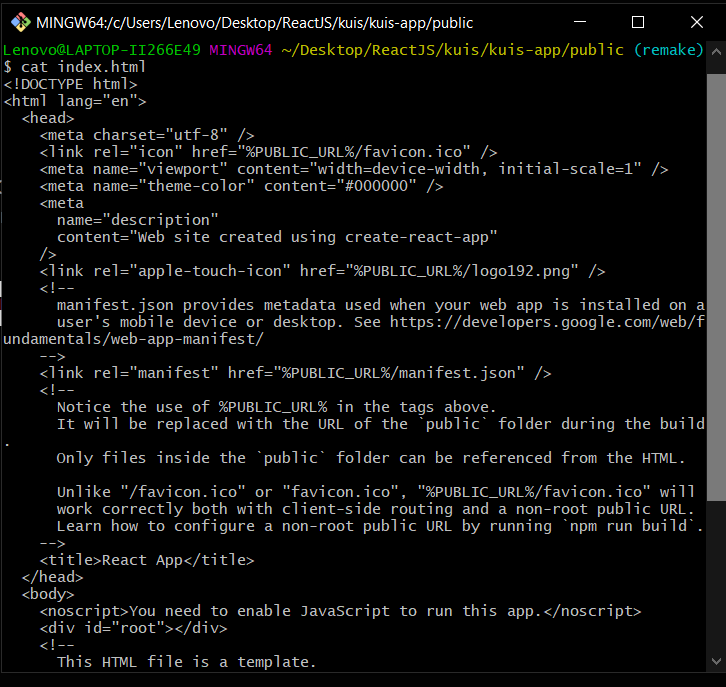 MINGW64:/c/Users/Lenovo/Desktop/ReactJS/kuis/kuis-app/public
Lenovo@LAPTOP-II266E49 MINGW64 ~/Desktop/ReactJS/kuis/kuis-app/public (remake)
$ cat index.html
<!DOCTYPE html>
<html lang="en">
  <head>
    <meta charset="utf-8" />
    <link rel="icon" href="%PUBLIC_URL%/favicon.ico" />
    <meta name="viewport" content="width=device-width, initial-scale=1" />
    <meta name="theme-color" content="#000000" />
    <meta
      name="description"
      content="Web site created using create-react-app"
    />
    <link rel="apple-touch-icon" href="%PUBLIC_URL%/logo192.png" />
    <!--
      manifest.json provides metadata used when your web app is installed on a
      user's mobile device or desktop. See https://developers.google.com/web/f
undamentals/web-app-manifest/
    -->
    <link rel="manifest" href="%PUBLIC_URL%/manifest.json" />
    <!--
      Notice the use of %PUBLIC_URL% in the tags above.
      It will be replaced with the URL of the `public` folder during the build
.
      Only files inside the `public` folder can be referenced from the HTML.

      Unlike "/favicon.ico" or "favicon.ico", "%PUBLIC_URL%/favicon.ico" will
      work correctly both with client-side routing and a non-root public URL.
      Learn how to configure a non-root public URL by running `npm run build`.
    -->
    <title>React App</title>
  </head>
  <body>
    <noscript>You need to enable JavaScript to run this app.</noscript>
    <div id="root"></div>
    <!--
      This HTML file is a template.